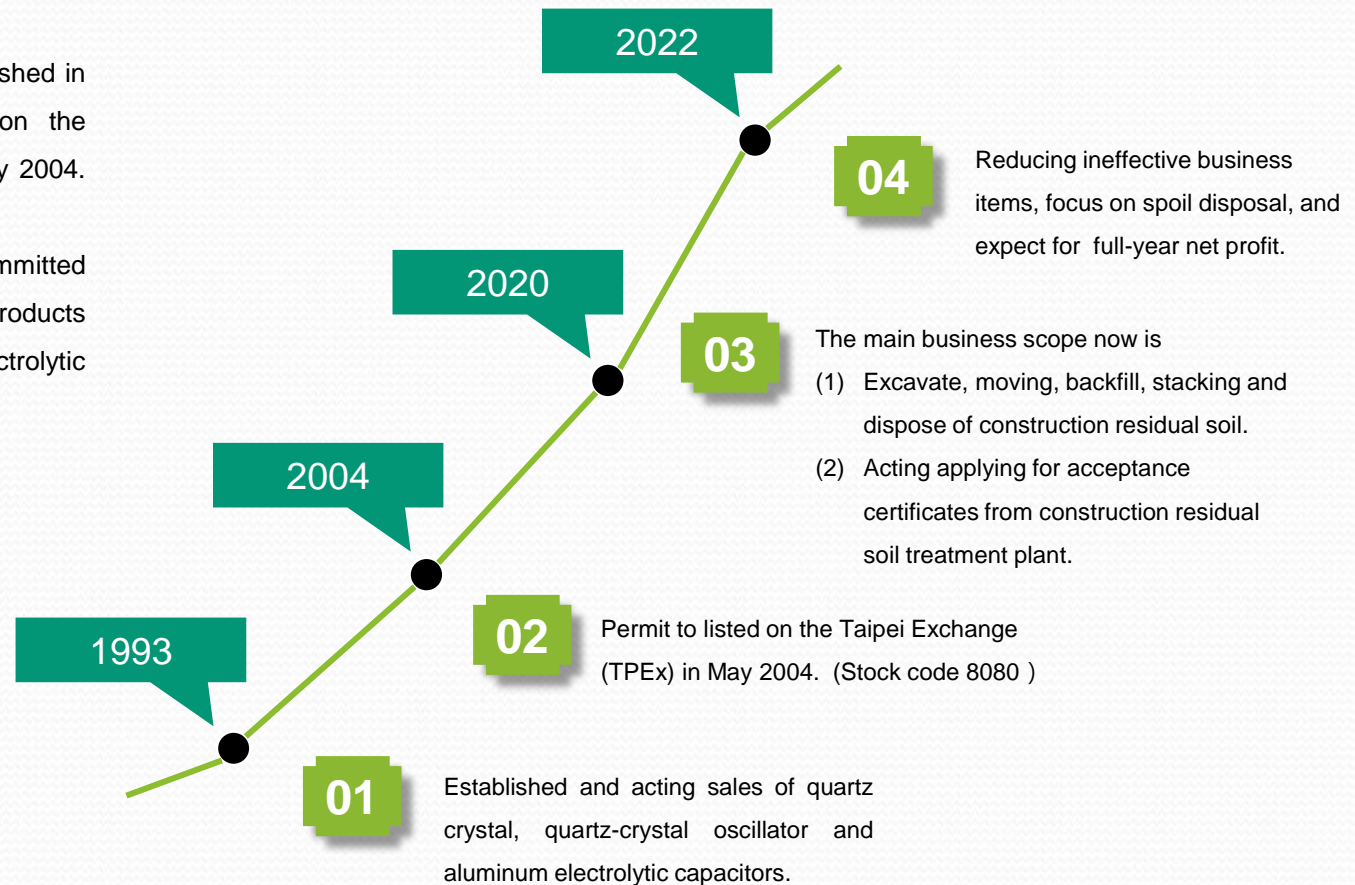 shed in
on the
y 2004.
mmitted
roducts
ctrolytic
2022
04
Reducing ineffective business
items, focus on spoil disposal, and
expect for full-year net profit.
2020
03
The main business scope now is
(1) Excavate, moving, backfill, stacking and
dispose of construction residual soil.
(2) Acting applying for acceptance
certificates from construction residual
soil treatment plant.
2004
02
Permit to listed on the Taipei Exchange
(TPEx) in May 2004. (Stock code 8080 )
1993
01
Established and acting sales of quartz
crystal, quartz-crystal oscillator and
aluminum electrolytic capacitors.